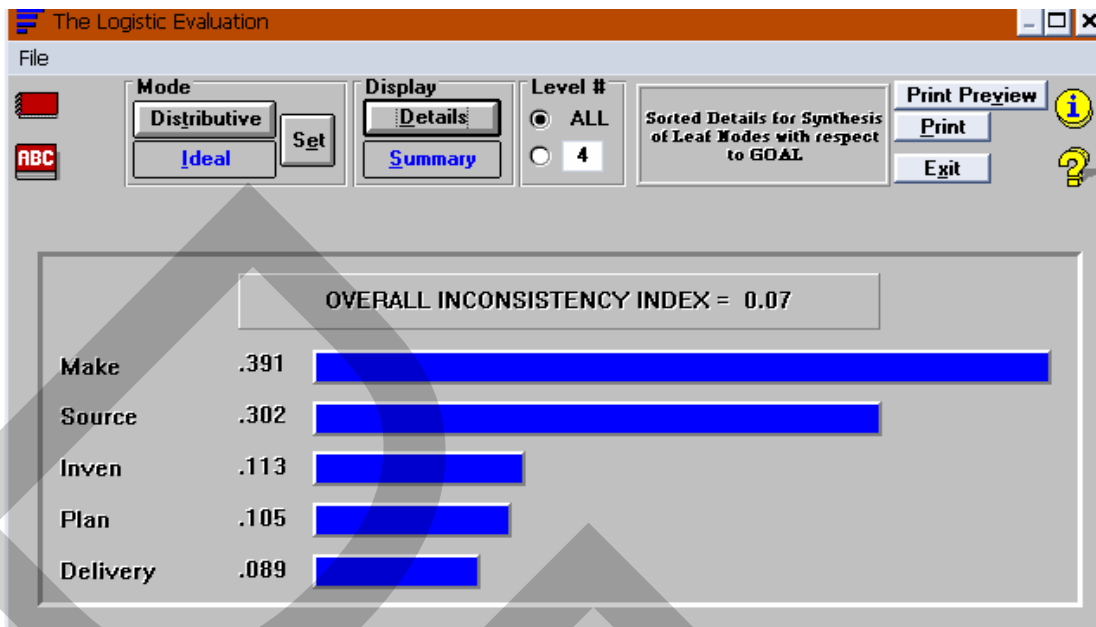 The Logistic Evaluation
File
Mode
Distributive
Ideal
Set
Display
Details
Summary
Level #
ALL
4
Sorted Details for Synthesis
of Leaf Nodes with respect
to GOAL
Print Preview
Print
Exit
ABC
OVERALL INCONSISTENCY INDEX = 0.07
Make .391
Source .302
Inven .113
Plan .105
Delivery .089